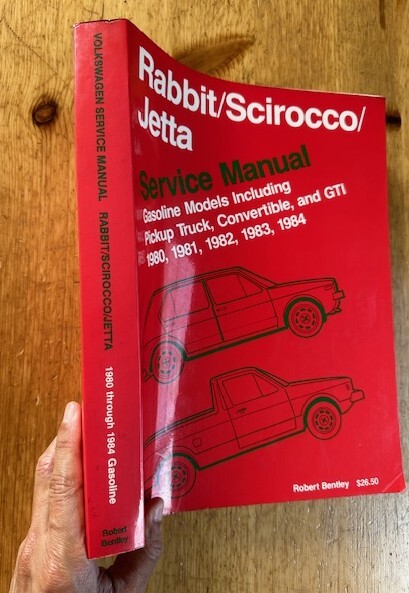 VOLKSWAGEN SERVICE MANUAL RABBIT/SCIROCCO/JETTA 1980 through 1984 Gasoline
Robert
Bentley
Rabbit/Scirocco/
Jetta
Service Manual
Gasoline Models Including
Pickup Truck, Convertible, and GTI
1980, 1981, 1982, 1983, 1984
Robert Bentley $26.50